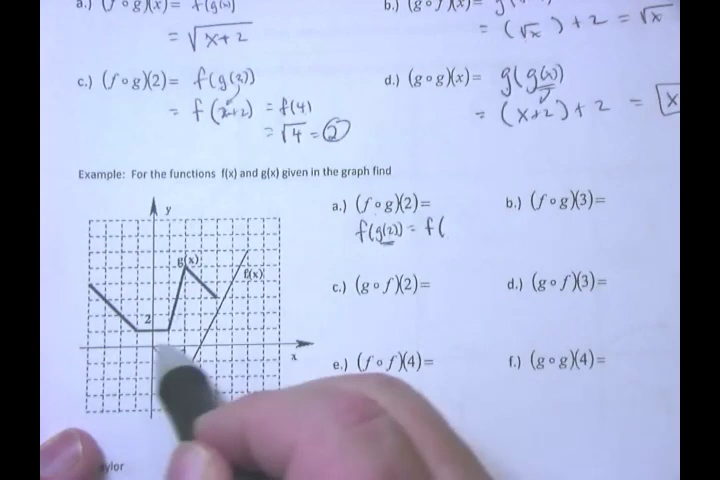 a.) (f∘g)(x) = f(g(x)) b.) (g∘f)(x) =
= √x+2 = (√x) + 2 = √x
c.) (f∘g)(2) = f(g(2)) d.) (g∘g)(x) = g(g(x))
= f(2+2) = f(4) = (x+2) + 2 = x
= √4 = 2
Example: For the functions f(x) and g(x) given in the graph find
a.) (f∘g)(2)= b.) (f∘g)(3)=
f(g(2)) = f(
y
g(x)
f(x)
c.) (g∘f)(2)= d.) (g∘f)(3)=
2
x
e.) (f∘f)(4)= f.) (g∘g)(4)=